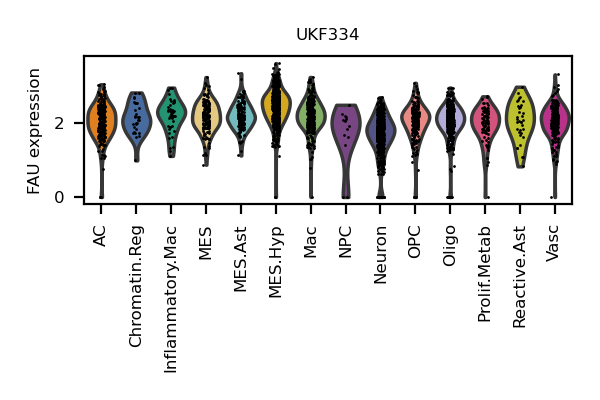 UKF334
FAU expression
2
0
AC
Chromatin.Reg
Inflammatory.Mac
MES
MES.Ast
MES.Hyp
Mac
NPC
Neuron
OPC
Oligo
Prolif.Metab
Reactive.Ast
Vasc